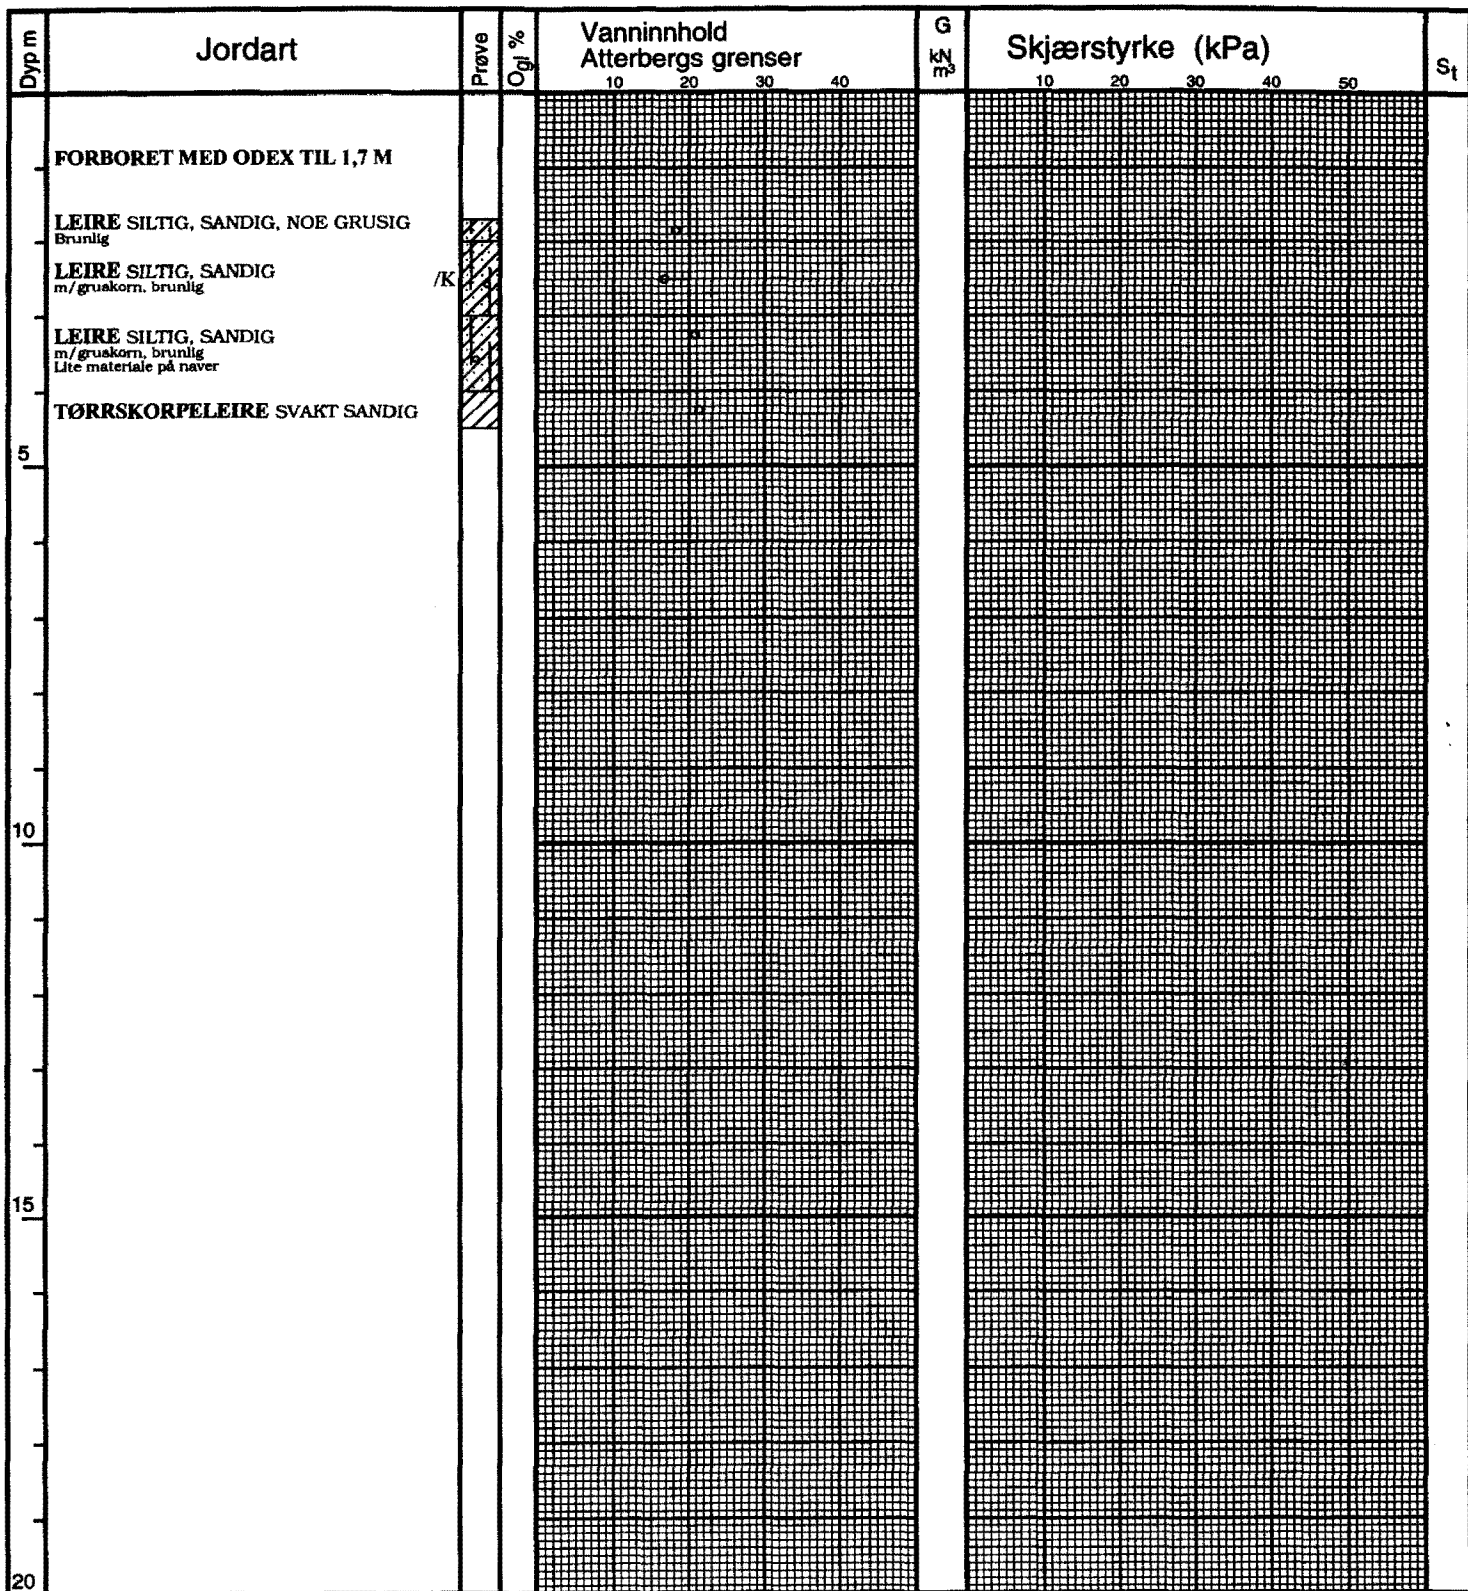 Dyp m
Jordart
Prøve
Ogl %
Vanninnhold
Atterbergs grenser
10 20 30 40
G
kN
m³
Skjærstyrke (kPa)
10 20 30 40 50
St
FORBORET MED ODEX TIL 1,7 M
LEIRE SILTIG, SANDIG, NOE GRUSIG
Brunlig
LEIRE SILTIG, SANDIG
m/gruskorn, brunlig
/K
LEIRE SILTIG, SANDIG
m/gruskorn, brunlig
Lite materiale på naver
TØRRSKORPELEIRE SVAKT SANDIG
5
10
15
20